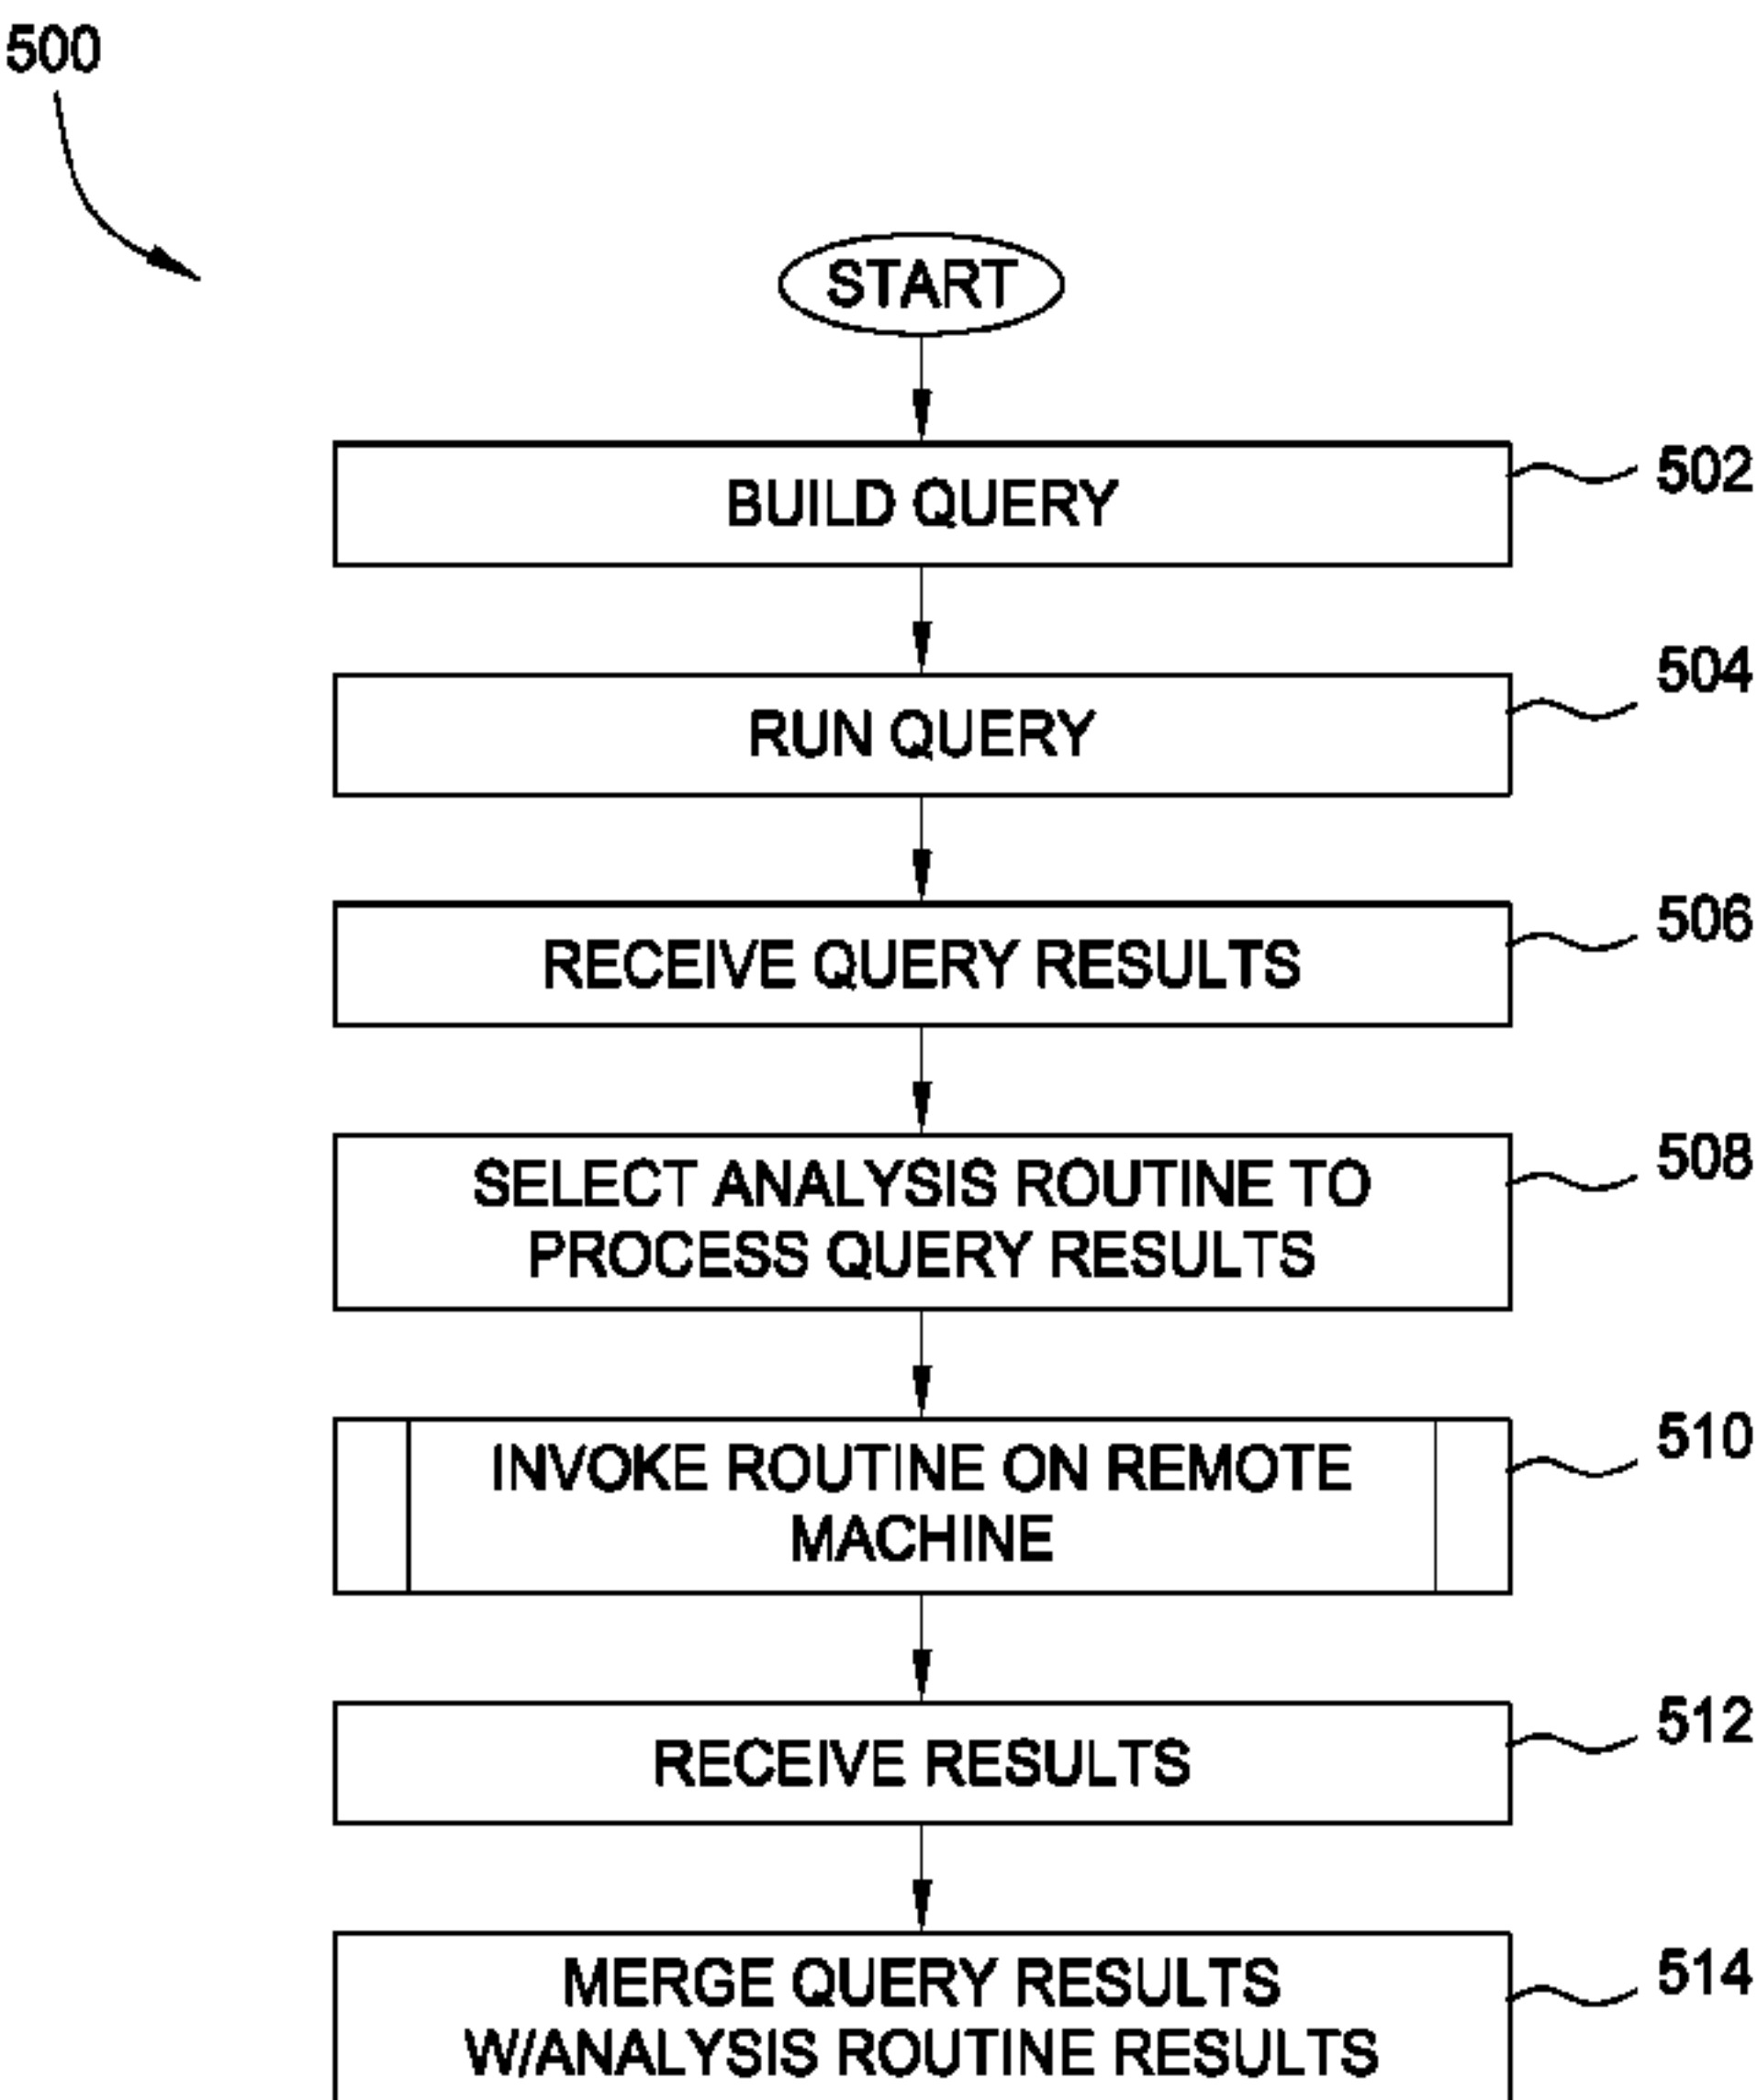 500
START
BUILD QUERY
502
RUN QUERY
504
RECEIVE QUERY RESULTS
506
SELECT ANALYSIS ROUTINE TO
PROCESS QUERY RESULTS
508
INVOKE ROUTINE ON REMOTE
MACHINE
510
RECEIVE RESULTS
512
MERGE QUERY RESULTS
W/ANALYSIS ROUTINE RESULTS
514